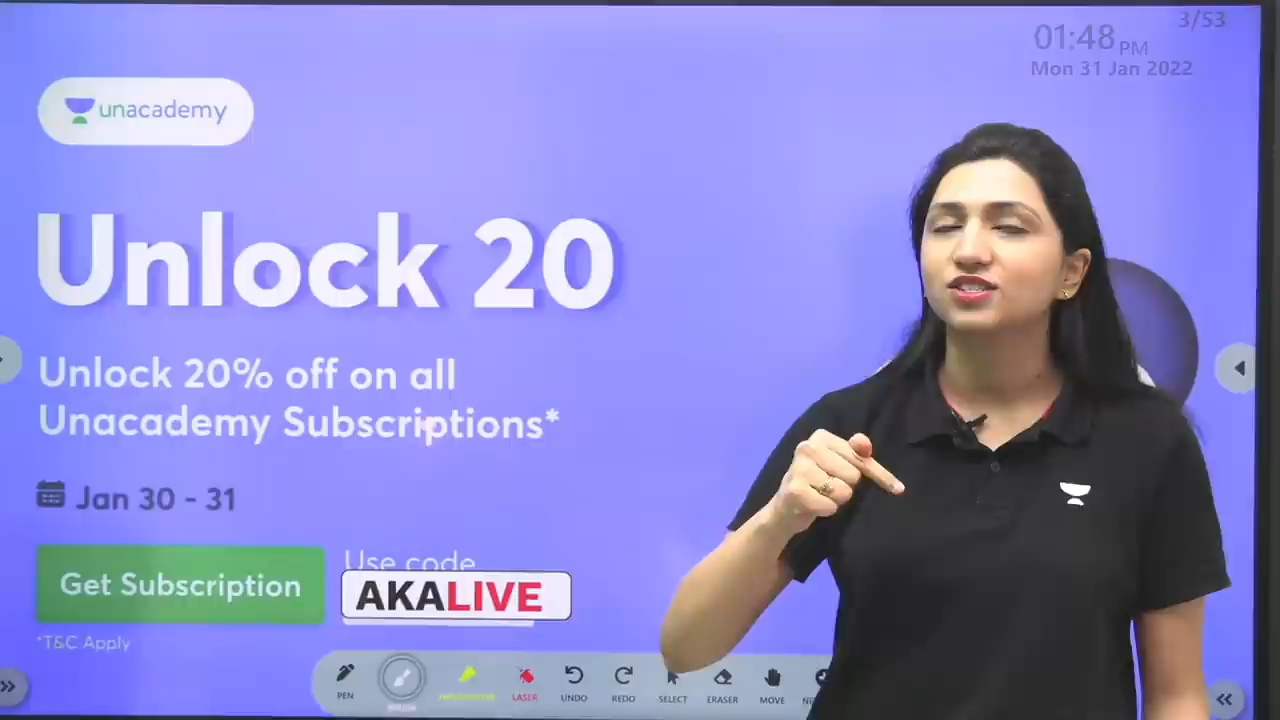 3/53
01:48 PM
Mon 31 Jan 2022
unacademy
Unlock 20
Unlock 20% off on all
Unacademy Subscriptions*
Jan 30 - 31
Get Subscription
Use code
AKALIVE
*T&C Apply
PEN
LASER
UNDO
REDO
SELECT
ERASER
MOVE